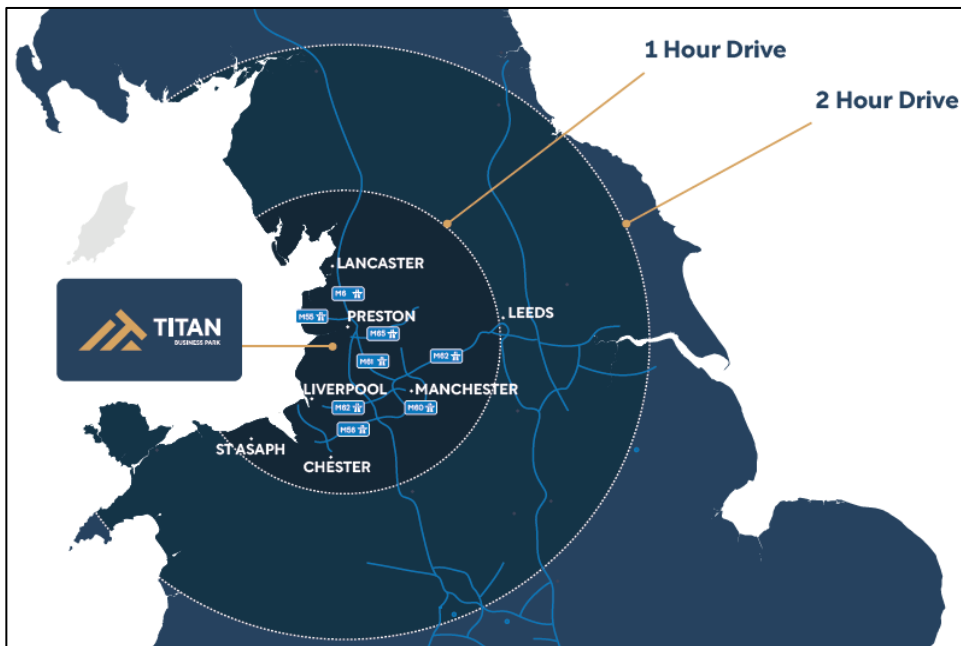 1 Hour Drive
2 Hour Drive
LANCASTER
M6
M55
PRESTON
M65
TITAN
BUSINESS PARK
LEEDS
M62
M61
LIVERPOOL
MANCHESTER
M62
M60
M56
ST ASAPH
CHESTER